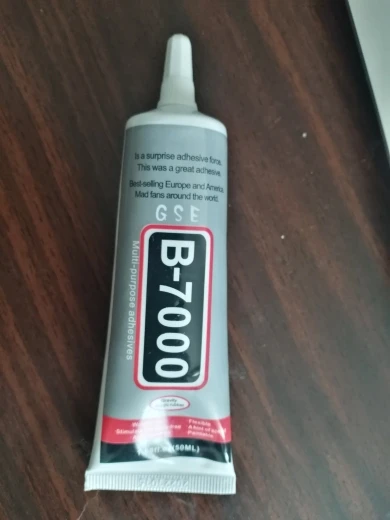 Is a surprise adhesive force.
This was a great adhesive.
Best-selling Europe and America,
Mad fans around the world
GSE
B-7000
Multi-purpose adhesives
Flexible
(50ML)